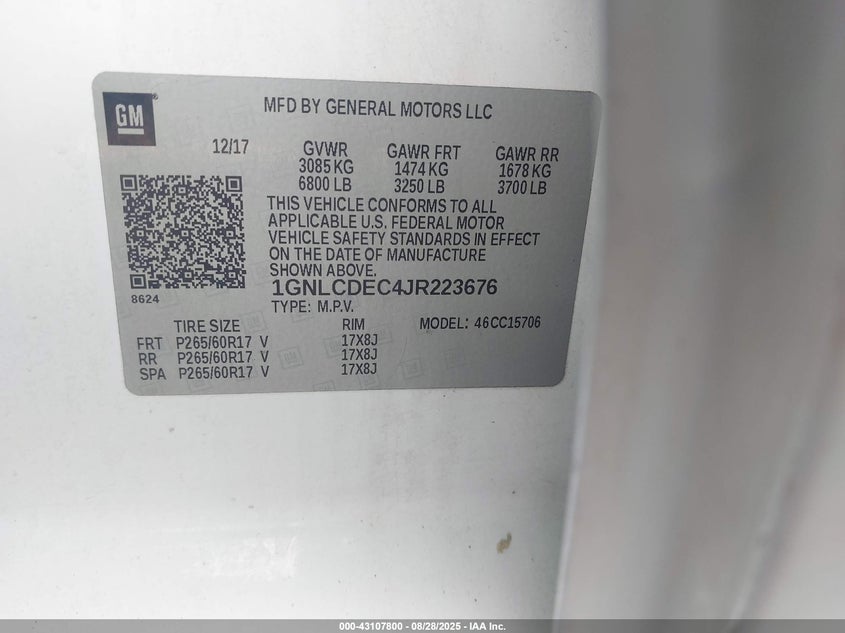 GM
MFD BY GENERAL MOTORS LLC
12/17 GVWR GAWR FRT GAWR RR
3085 KG 1474 KG 1678 KG
6800 LB 3250 LB 3700 LB
THIS VEHICLE CONFORMS TO ALL
APPLICABLE U.S. FEDERAL MOTOR
VEHICLE SAFETY STANDARDS IN EFFECT
ON THE DATE OF MANUFACTURE
SHOWN ABOVE.
8624
1GNLCDEC4JR223676
TYPE: M.P.V.
TIRE SIZE RIM MODEL: 46CC15706
FRT P265/60R17 V 17X8J
RR P265/60R17 V 17X8J
SPA P265/60R17 V 17X8J
000-43107800 - 08/28/2025 - IAA Inc.